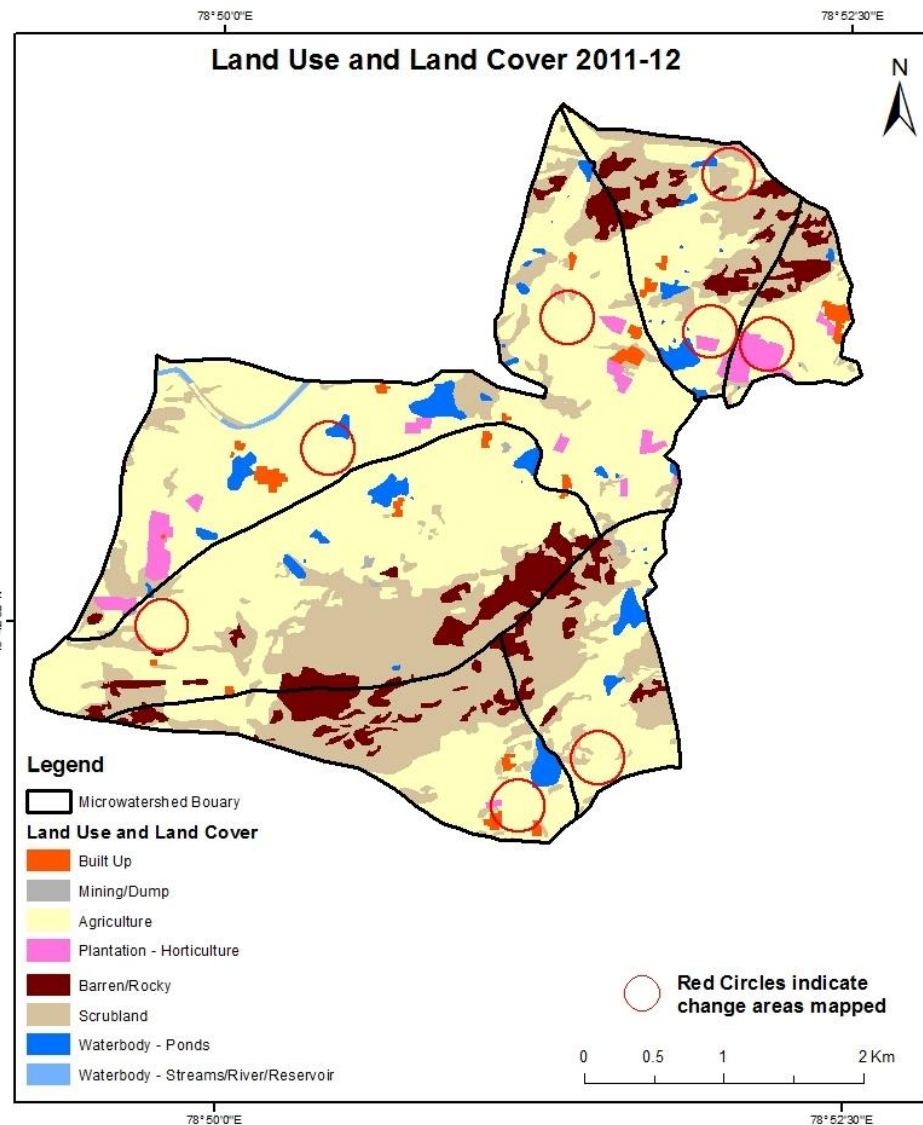 78°50'0"E
78°52'30"E
Land Use and Land Cover 2011-12
N
Legend
Microwatershed Bouary
Land Use and Land Cover
Built Up
Mining/Dump
Agriculture
Plantation - Horticulture
Barren/Rocky
Scrubland
Waterbody - Ponds
Waterbody - Streams/River/Reservoir
Red Circles indicate
change areas mapped
0 0.5 1 2 Km
78°50'0"E
78°52'30"E